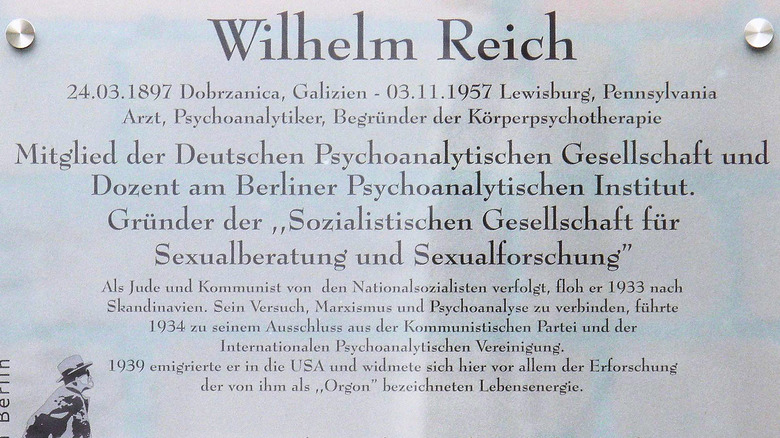 Wilhelm Reich
24.03.1897 Dobrzanica, Galizien - 03.11.1957 Lewisburg, Pennsylvania
Arzt, Psychoanalytiker, Begründer der Körperpsychotherapie
Mitglied der Deutschen Psychoanalytischen Gesellschaft und
Dozent am Berliner Psychoanalytischen Institut.
Gründer der ,,Sozialistischen Gesellschaft für
Sexualberatung und Sexualforschung”
Als Jude und Kommunist von den Nationalsozialisten verfolgt, floh er 1933 nach
Skandinavien. Sein Versuch, Marxismus und Psychoanalyse zu verbinden, führte
1934 zu seinem Ausschluss aus der Kommunistischen Partei und der
Internationalen Psychoanalytischen Vereinigung.
1939 emigrierte er in die USA und widmete sich hier vor allem der Erforschung
der von ihm als ,,Orgon” bezeichneten Lebensenergie.
Berlin